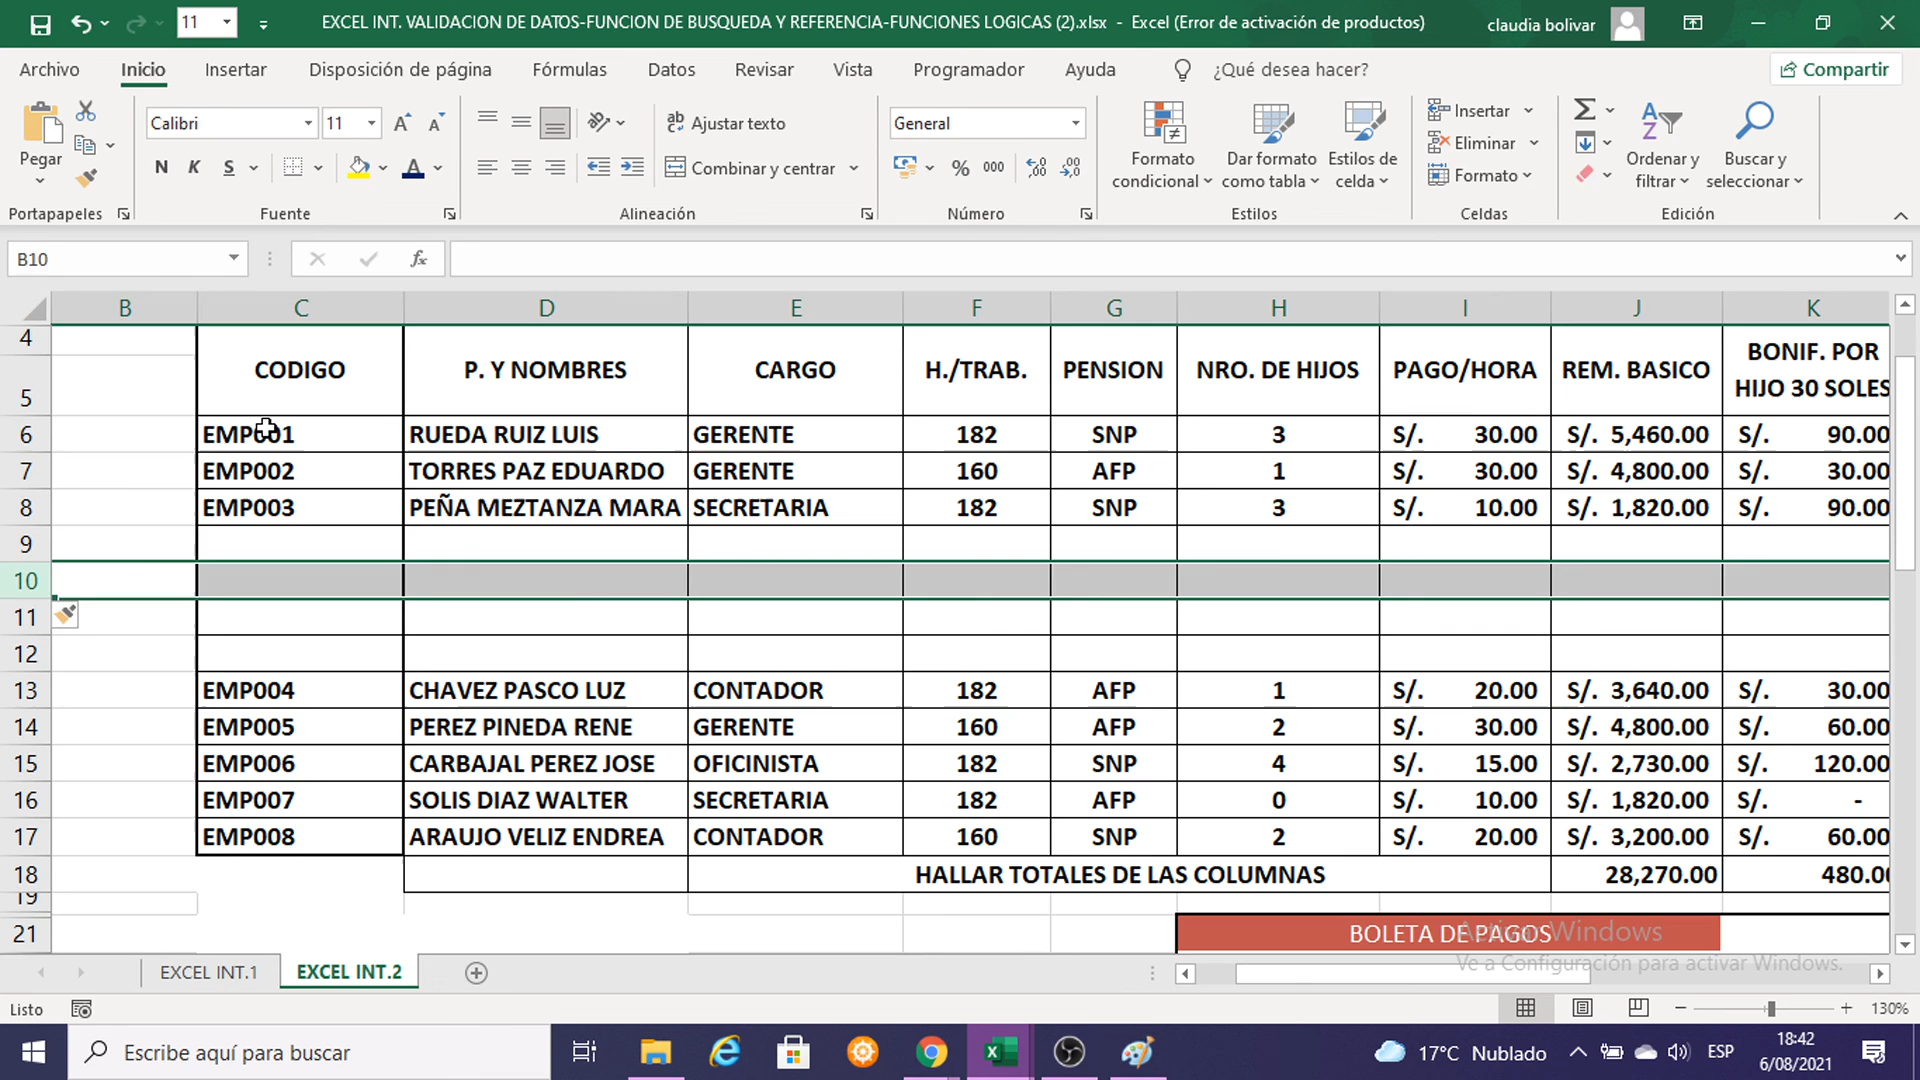 11
EXCEL INT. VALIDACION DE DATOS-FUNCION DE BUSQUEDA Y REFERENCIA-FUNCIONES LOGICAS (2).xlsx - Excel (Error de activación de productos)
claudia bolivar
Archivo Inicio Insertar Disposición de página Fórmulas Datos Revisar Vista Programador Ayuda ¿Qué desea hacer? Compartir
Pegar
Calibri 11
N K S
Ajustar texto
Combinar y centrar
General
% 000
Formato condicional
Dar formato como tabla
Estilos de celda
Insertar
Eliminar
Formato
Ordenar y filtrar
Buscar y seleccionar
Portapapeles Fuente Alineación Número Estilos Celdas Edición
B10 fx
B C D E F G H I J K
4
5 CODIGO P. Y NOMBRES CARGO H./TRAB. PENSION NRO. DE HIJOS PAGO/HORA REM. BASICO BONIF. POR HIJO 30 SOLES
6 EMP001 RUEDA RUIZ LUIS GERENTE 182 SNP 3 S/. 30.00 S/. 5,460.00 S/. 90.00
7 EMP002 TORRES PAZ EDUARDO GERENTE 160 AFP 1 S/. 30.00 S/. 4,800.00 S/. 30.00
8 EMP003 PEÑA MEZTANZA MARA SECRETARIA 182 SNP 3 S/. 10.00 S/. 1,820.00 S/. 90.00
9
10
11
12
13 EMP004 CHAVEZ PASCO LUZ CONTADOR 182 AFP 1 S/. 20.00 S/. 3,640.00 S/. 30.00
14 EMP005 PEREZ PINEDA RENE GERENTE 160 AFP 2 S/. 30.00 S/. 4,800.00 S/. 60.00
15 EMP006 CARBAJAL PEREZ JOSE OFICINISTA 182 SNP 4 S/. 15.00 S/. 2,730.00 S/. 120.00
16 EMP007 SOLIS DIAZ WALTER SECRETARIA 182 AFP 0 S/. 10.00 S/. 1,820.00 S/. -
17 EMP008 ARAUJO VELIZ ENDREA CONTADOR 160 SNP 2 S/. 20.00 S/. 3,200.00 S/. 60.00
18 HALLAR TOTALES DE LAS COLUMNAS 28,270.00 480.00
19
21 BOLETA DE PAGOS
Activar Windows
Ve a Configuración para activar Windows.
EXCEL INT.1 EXCEL INT.2
Listo 130%
Escribe aquí para buscar
17°C Nublado ESP
18:42
6/08/2021